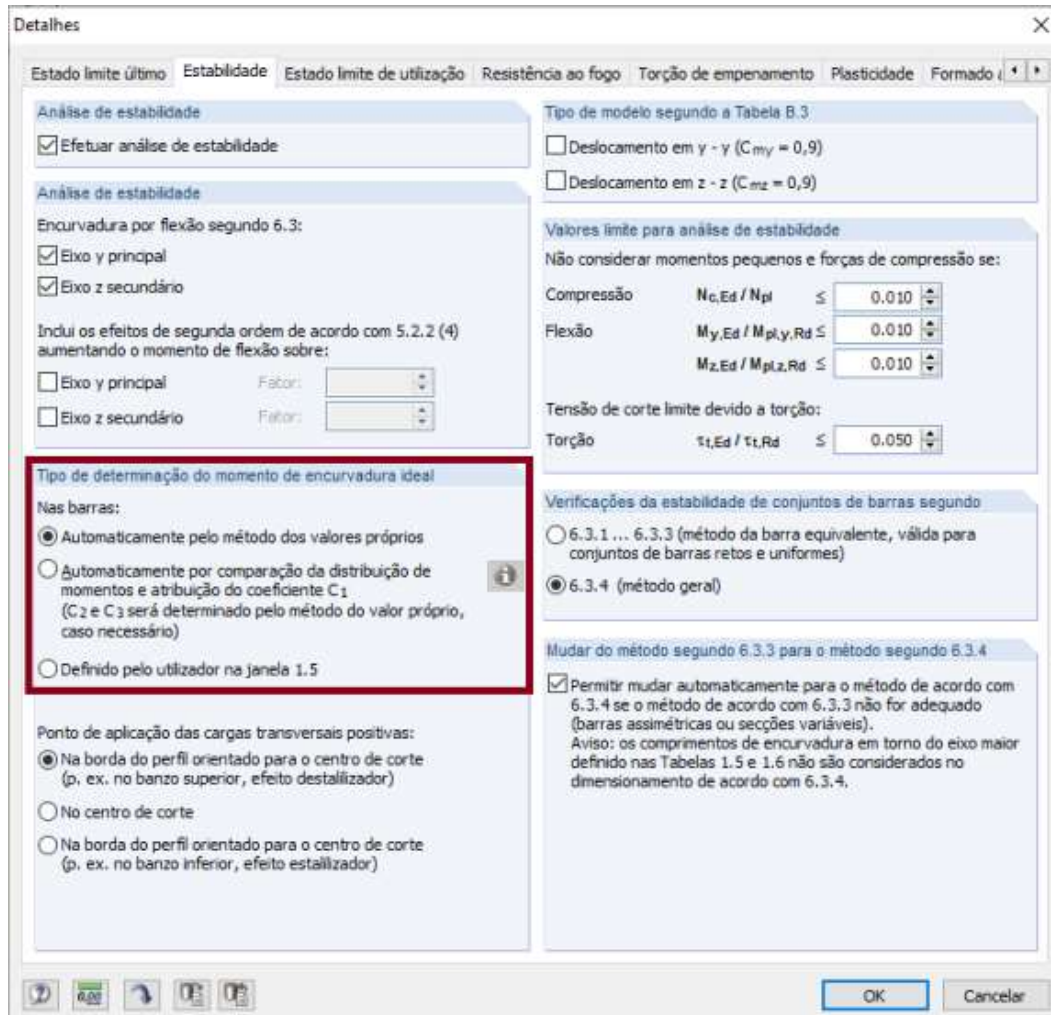 Detalhes
Estado limite último Estabilidade Estado limite de utilização Resistência ao fogo Torção de empenamento Plasticidade Formado
Análise de estabilidade
Efetuar análise de estabilidade
Análise de estabilidade
Encurvadura por flexão segundo 6.3:
Eixo y principal
Eixo z secundário
Inclui os efeitos de segunda ordem de acordo com 5.2.2 (4)
aumentando o momento de flexão sobre:
Eixo y principal Fator:
Eixo z secundário Fator:
Tipo de determinação do momento de encurvadura ideal
Nas barras:
Automaticamente pelo método dos valores próprios
Automaticamente por comparação da distribuição de
momentos e atribuição do coeficiente C1
(C2 e C3 será determinado pelo método do valor próprio,
caso necessário)
Definido pelo utilizador na janela 1.5
Ponto de aplicação das cargas transversais positivas:
Na borda do perfil orientado para o centro de corte
(p. ex. no banzo superior, efeito destalilizador)
No centro de corte
Na borda do perfil orientado para o centro de corte
(p. ex. no banzo inferior, efeito estalilizador)
Tipo de modelo segundo a Tabela B.3
Deslocamento em y - y (Cmy = 0,9)
Deslocamento em z - z (Cmz = 0,9)
Valores limite para análise de estabilidade
Não considerar momentos pequenos e forças de compressão se:
Compressão Nc,Ed / Npl ≤ 0.010
Flexão My,Ed / Mpl,y,Rd ≤ 0.010
Mz,Ed / Mpl,z,Rd ≤ 0.010
Tensão de corte limite devido a torção:
Torção τt,Ed / τt,Rd ≤ 0.050
Verificações da estabilidade de conjuntos de barras segundo
6.3.1 ... 6.3.3 (método da barra equivalente, válida para
conjuntos de barras retos e uniformes)
6.3.4 (método geral)
Mudar do método segundo 6.3.3 para o método segundo 6.3.4
Permitir mudar automaticamente para o método de acordo com
6.3.4 se o método de acordo com 6.3.3 não for adequado
(barras assimétricas ou secções variáveis).
Aviso: os comprimentos de encurvadura em torno do eixo maior
definido nas Tabelas 1.5 e 1.6 não são considerados no
dimensionamento de acordo com 6.3.4.
0,00
OK Cancelar